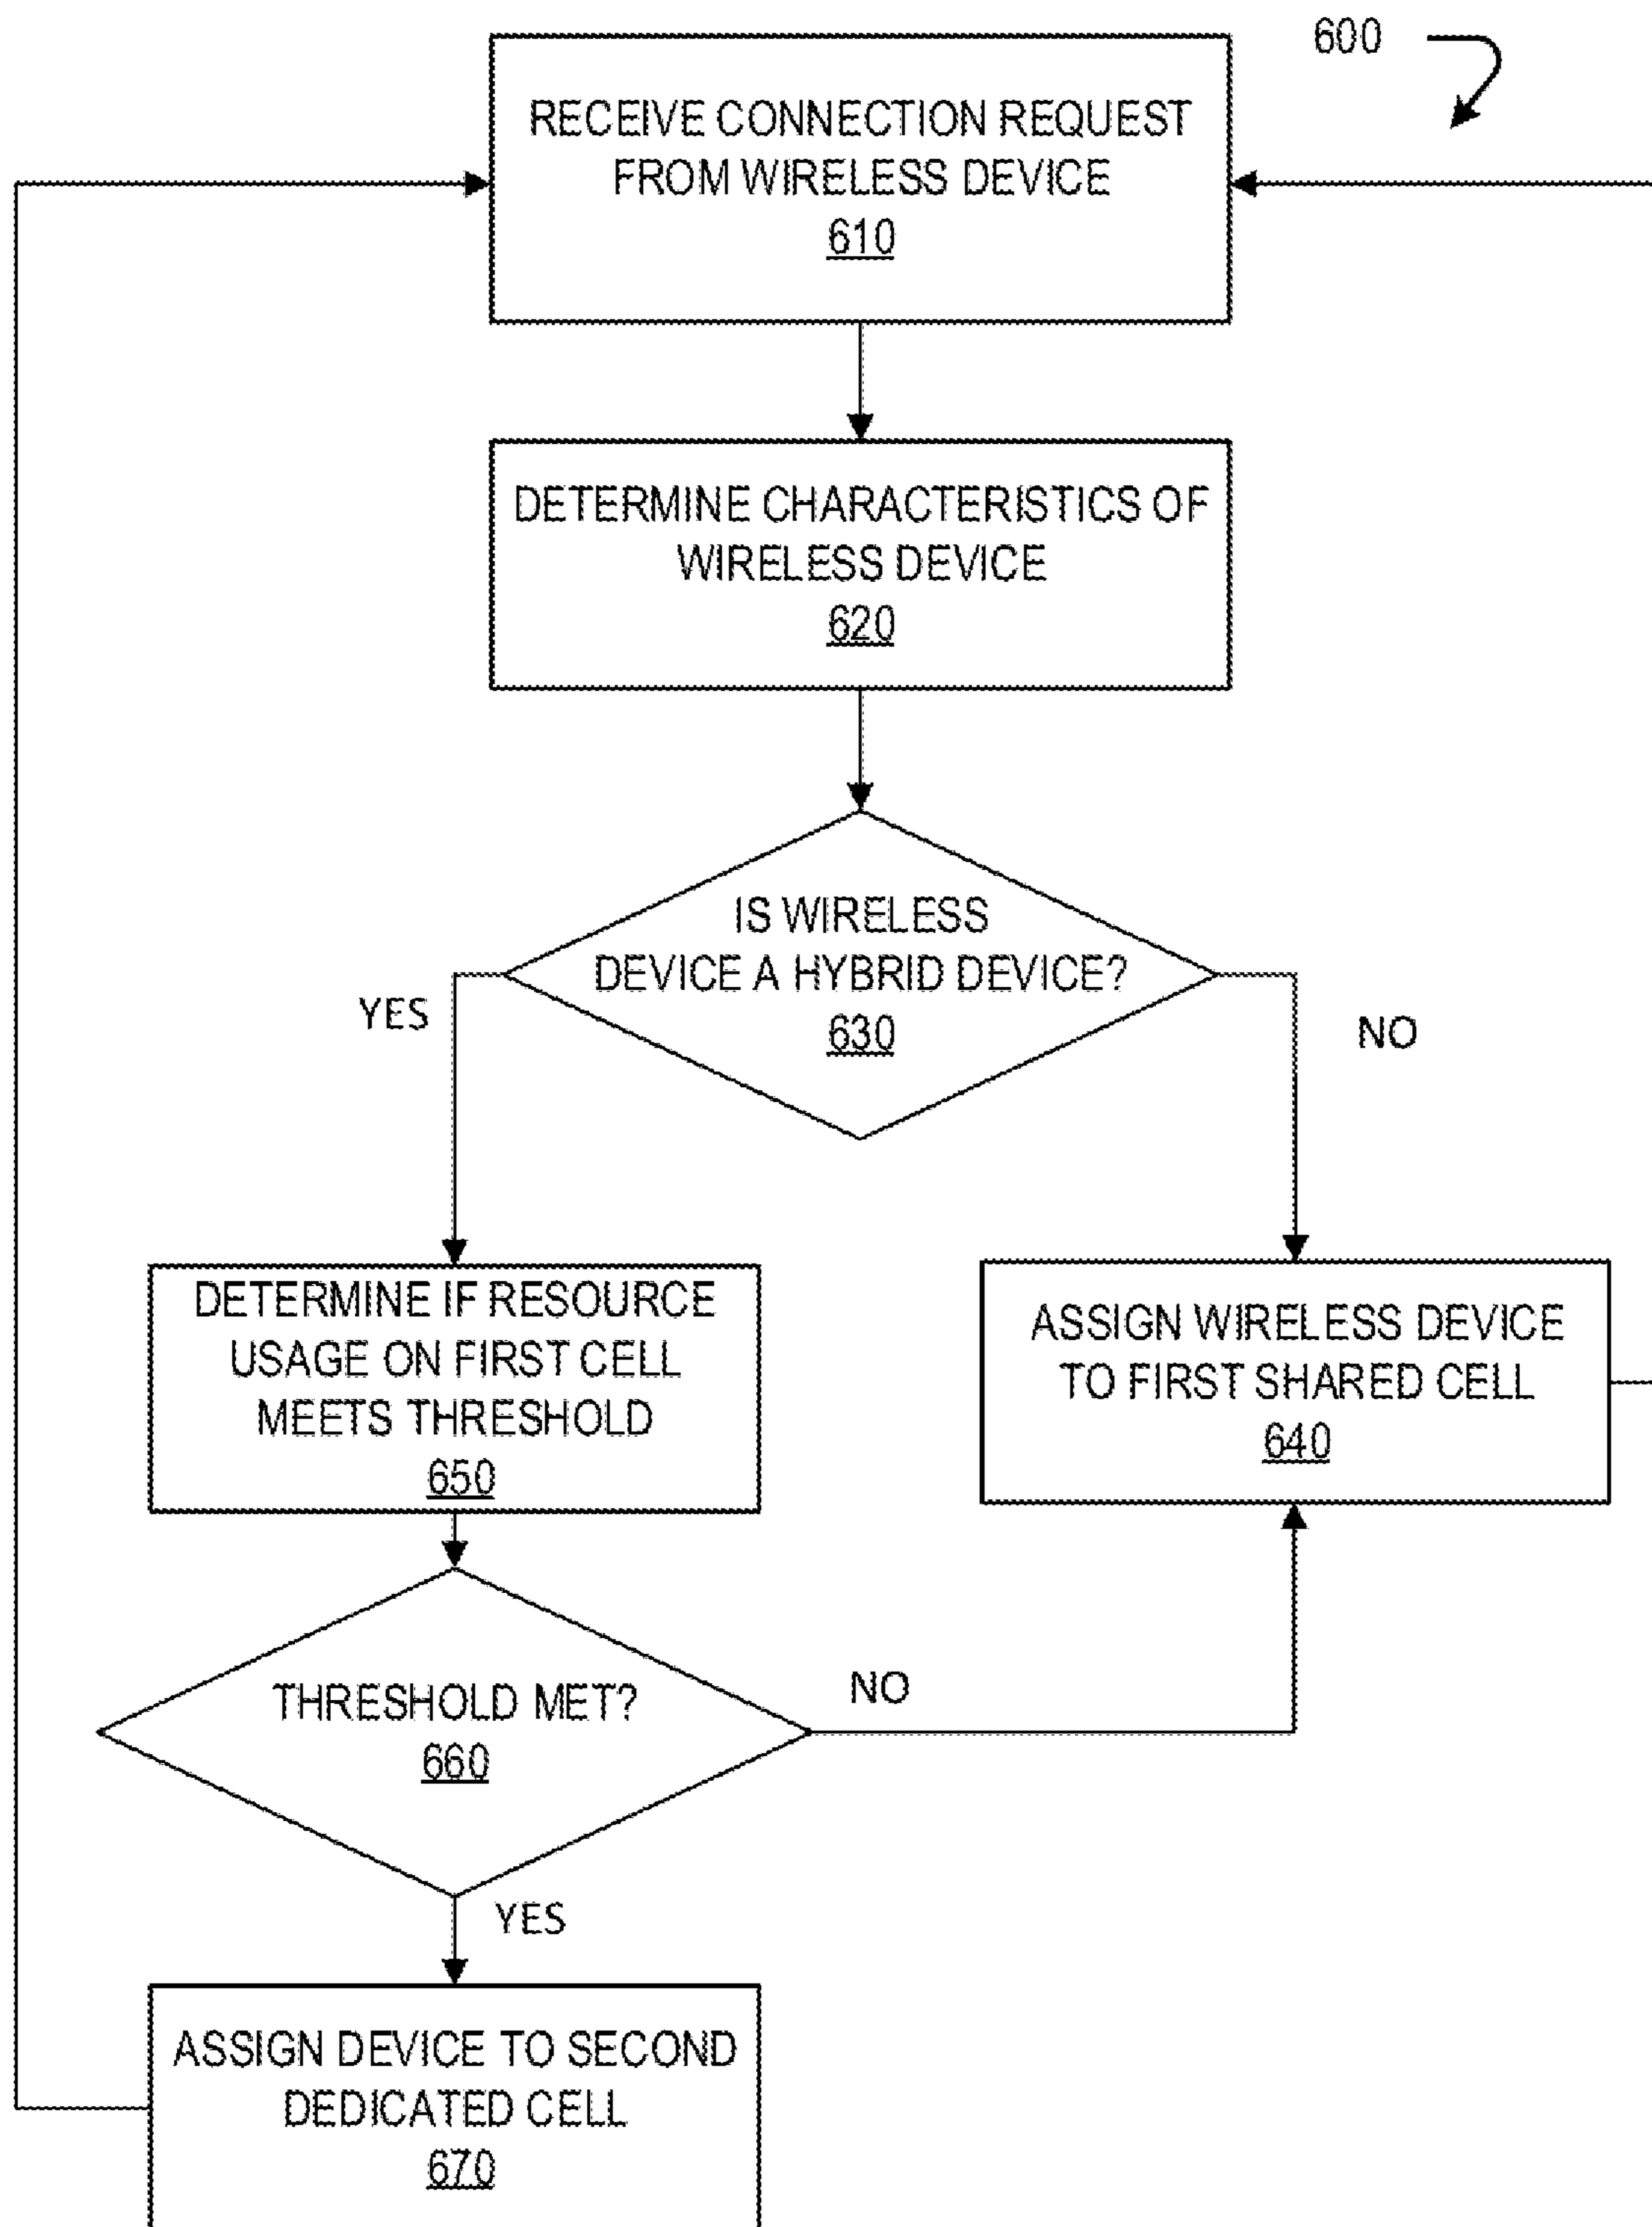 600
RECEIVE CONNECTION REQUEST
FROM WIRELESS DEVICE
610
DETERMINE CHARACTERISTICS OF
WIRELESS DEVICE
620
IS WIRELESS
DEVICE A HYBRID DEVICE?
630
YES
NO
DETERMINE IF RESOURCE
USAGE ON FIRST CELL
MEETS THRESHOLD
650
ASSIGN WIRELESS DEVICE
TO FIRST SHARED CELL
640
THRESHOLD MET?
660
NO
YES
ASSIGN DEVICE TO SECOND
DEDICATED CELL
670